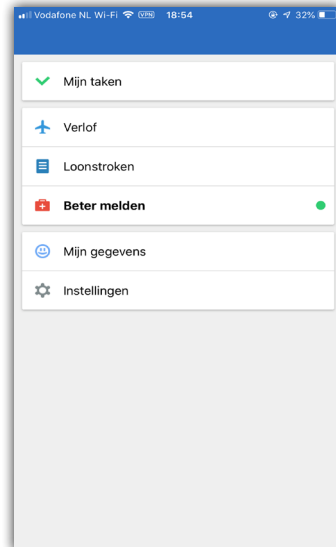 Vodafone NL Wi-Fi VPN 18:54 32%
Mijn taken
Verlof
Loonstroken
Beter melden
Mijn gegevens
Instellingen